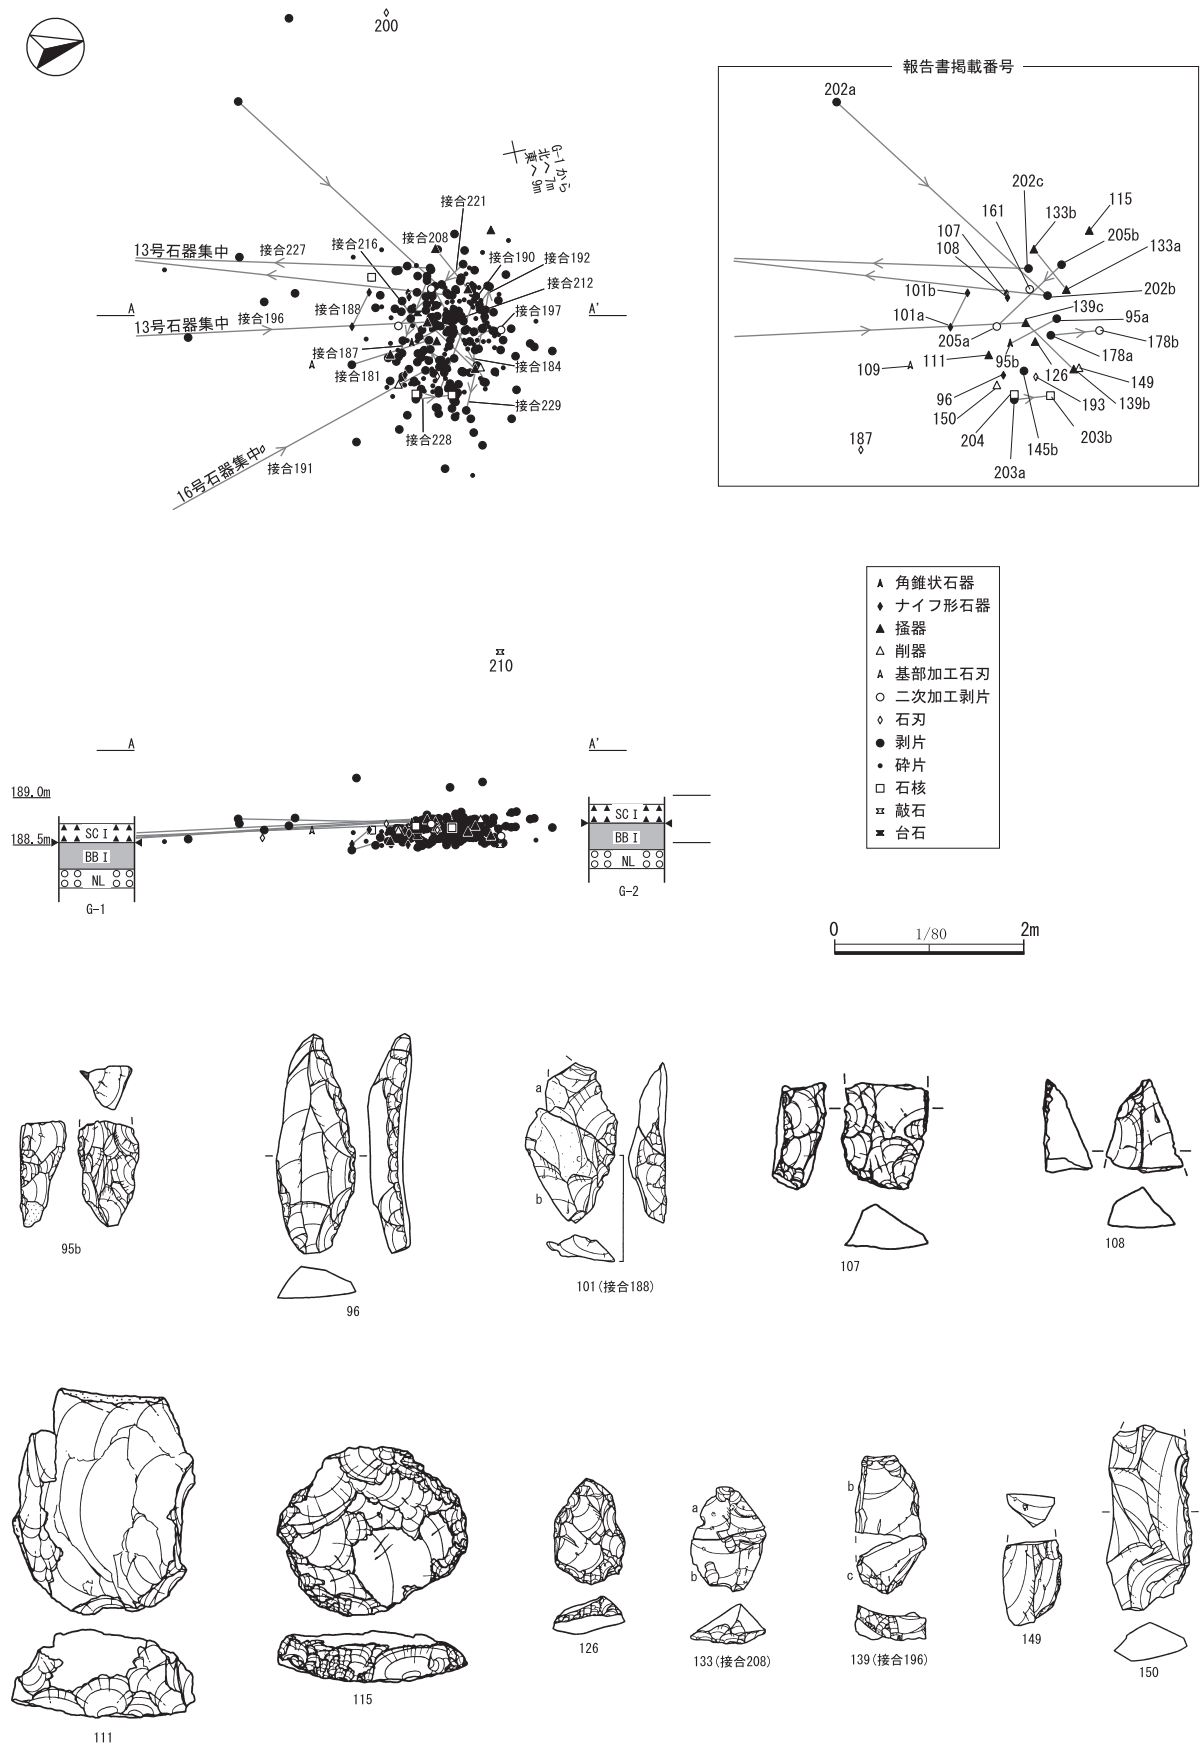 200
G-1から
北へ7m
東へ9m
接合221
接合216
接合208
13号石器集中
接合227
接合190
接合192
接合212
接合188
接合197
A
A'
接合196
13号石器集中
接合187
接合184
接合181
接合229
接合228
16号石器集中
接合191
報告書掲載番号
202a
202c
161
133b
115
107
108
205b
133a
101b
202b
139c
101a
95a
205a
178b
178a
111
95b
109
126
149
96
139b
150
193
187
204
203b
145b
203a
角錐状石器
ナイフ形石器
掻器
削器
基部加工石刃
二次加工剥片
石刃
剥片
砕片
石核
敲石
台石
210
A
A'
189.0m
188.5m
SCⅠ
BBⅠ
NL
G-1
SCⅠ
BBⅠ
NL
G-2
0
1/80
2m
95b
96
a
c
b
101(接合188)
107
108
111
115
126
a
b
133(接合208)
b
c
139(接合196)
149
150